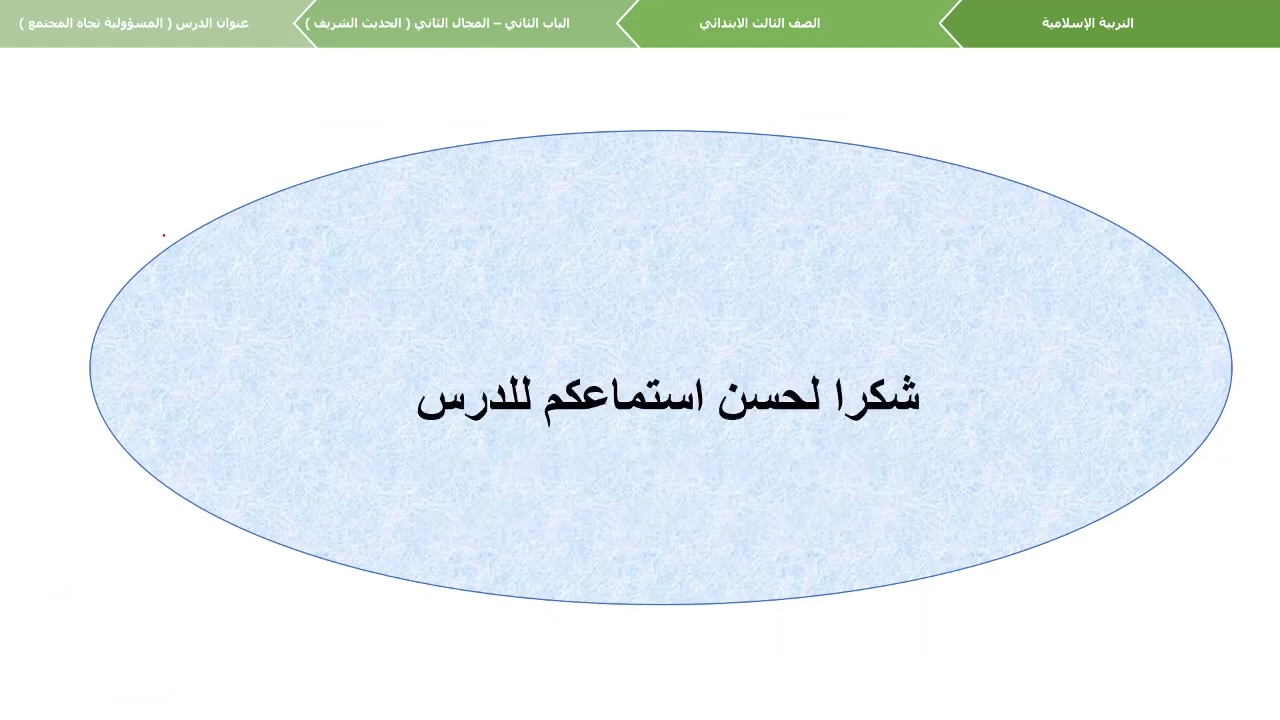 التربية الإسلامية
الصف الثالث الابتدائي
الباب الثاني – المجال الثاني ( الحديث الشريف )
عنوان الدرس ( المسؤولية تجاه المجتمع )
شكرا لحسن استماعكم للدرس